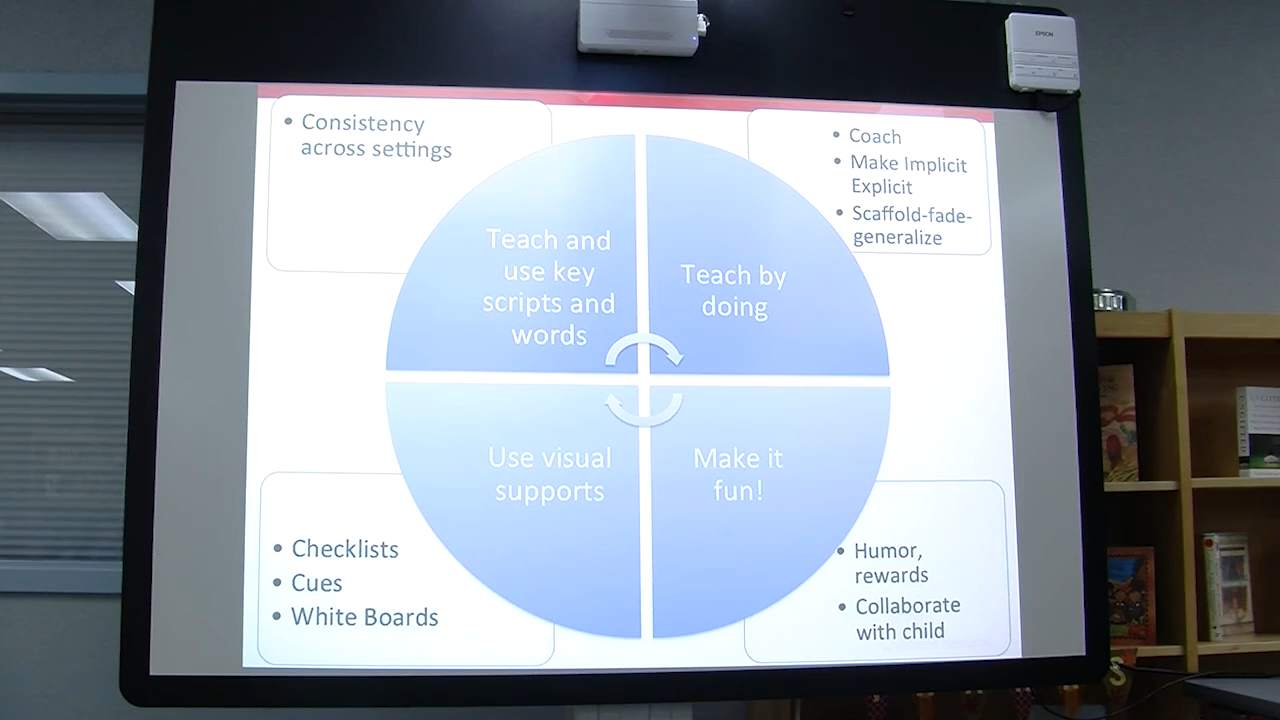 EPSON
• Consistency
across settings
• Coach
• Make Implicit
Explicit
• Scaffold-fade-
generalize
Teach and
use key
scripts and
words
Teach by
doing
Use visual
supports
Make it
fun!
• Checklists
• Cues
• White Boards
• Humor,
rewards
• Collaborate
with child
S